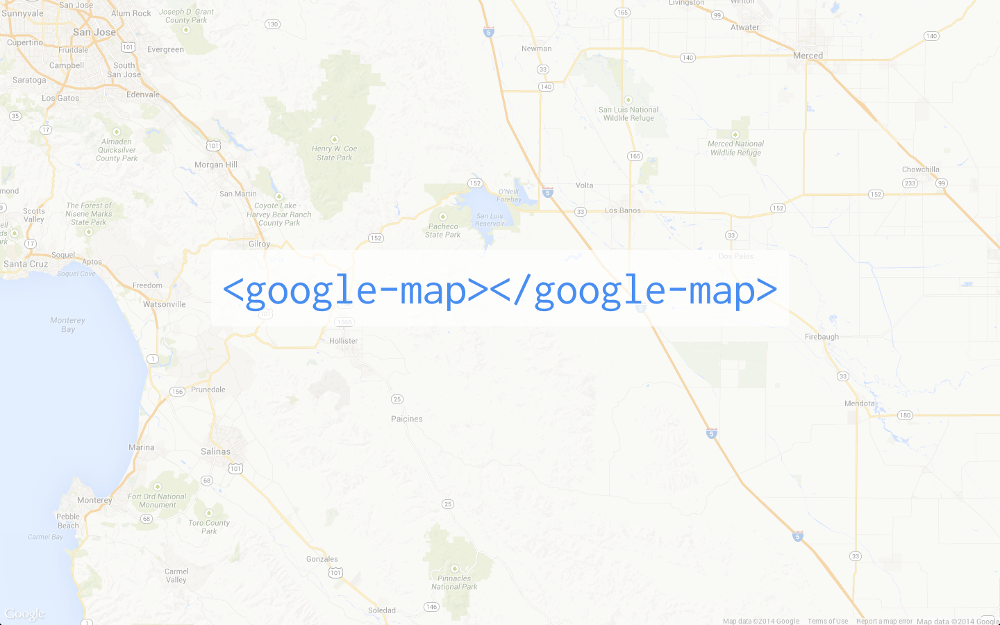 San Jose
Sunnyvale
Alum Rock
Joseph D. Grant
County Park
130
165
Livingston
Winton
99
Atwater
140
5
San Jose
Cupertino
Fruitdale
101
Evergreen
Newman
140
Merced
Campbell
South
San Jose
33
Saratoga
140
Los Gatos
Edenvale
San Luis National
Wildlife Refuge
35
17
Almaden
Quicksilver
County Park
101
Henry W. Coe
State Park
Merced National
Wildlife Refuge
165
Morgan Hill
Chowchilla
152
O'Neill
Forebay
5
Volta
233
99
mond
San Martin
152
Coyote Lake -
Harvey Bear Ranch
County Park
The Forest of
Nisene Marks
State Park
9
Scotts
Valley
33
Los Banos
152
San Luis
Reservoir
Pacheco
State Park
ell
ds
rk
17
152
33
Gilroy
Soquel
Aptos
Dos Palos
Santa Cruz
Soquel Cove
<google-map></google-map>
Freedom
Watsonville
5
101
156B
Monterey
Bay
Hollister
Firebaugh
1
33
156
Prunedale
25
Mendota
Paicines
180
5
Marina
Salinas
101
68
Fort Ord National
Monument
Monterey
25
68
Toro County
Park
Pebble
Beach
Carmel Bay
5
Gonzales
33
101
Carmel
Valley
Pinnacles
National Park
146
Soledad
Google
1
Map data ©2014 Google
Terms of Use
Report a map error
Map data ©2014 Google